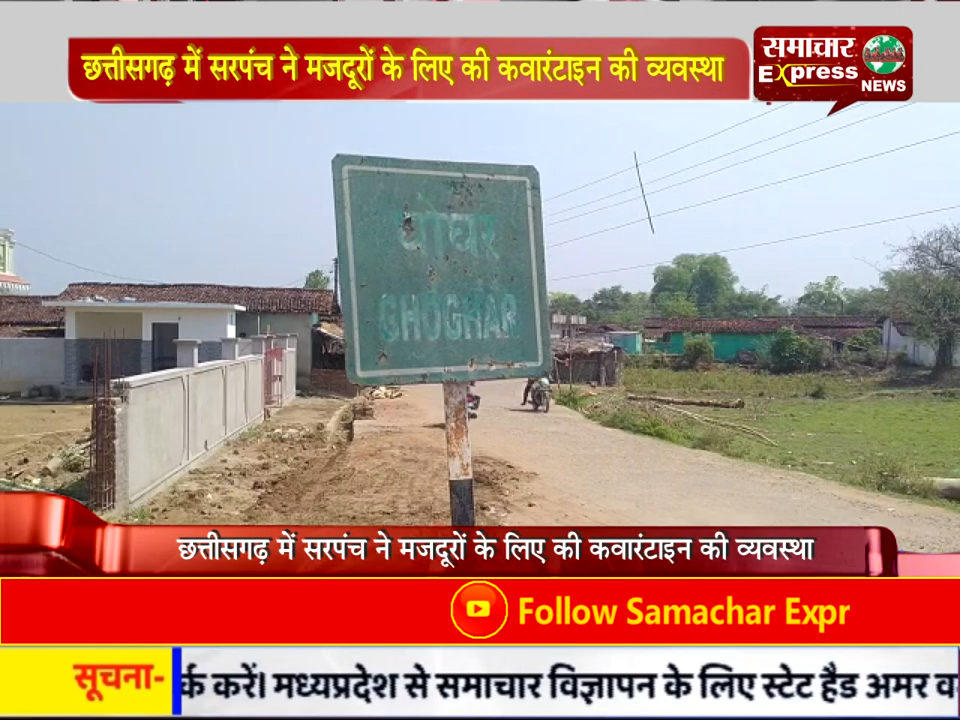 छत्तीसगढ़ में सरपंच ने मजदूरों के लिए की कवारंटाइन की व्यवस्था
समाचार
Express
NEWS
घोघर
GHOGHAR
छत्तीसगढ़ में सरपंच ने मजदूरों के लिए की कवारंटाइन की व्यवस्था
Follow Samachar Expr
सूचना- र्क करें। मध्यप्रदेश से समाचार विज्ञापन के लिए स्टेट हैड अमर व